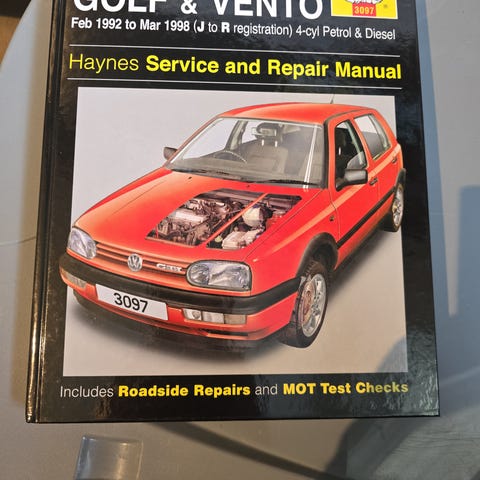 GOLF & VENTO
3097
Feb 1992 to Mar 1998 (J to R registration) 4-cyl Petrol & Diesel
Haynes Service and Repair Manual
3097
Includes Roadside Repairs and MOT Test Checks